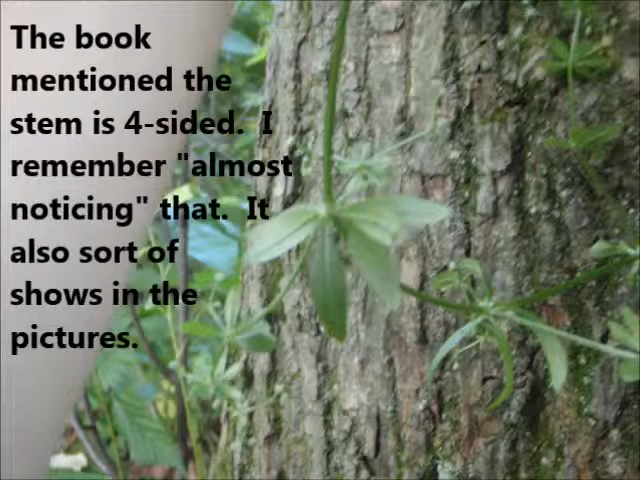 The book
mentioned the
stem is 4-sided.  I
remember "almost
noticing" that.  It
also sort of
shows in the
pictures.